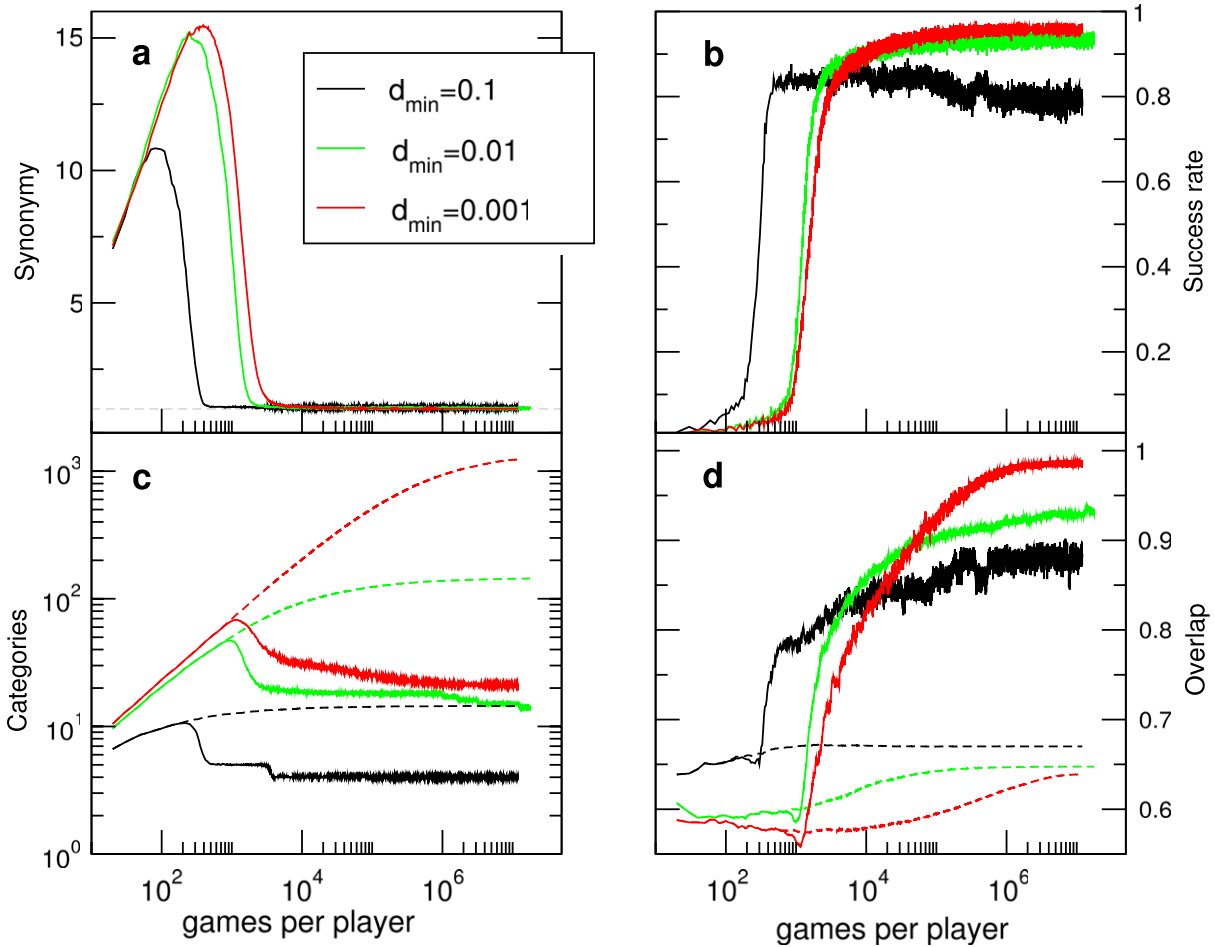 a
15
10
5
Synonymy
d_min=0.1
d_min=0.01
d_min=0.001
b
1
0.8
0.6
0.4
0.2
Success rate
c
10^3
10^2
10^1
10^0
Categories
10^2
10^4
10^6
games per player
d
1
0.9
0.8
0.7
0.6
Overlap
10^2
10^4
10^6
games per player